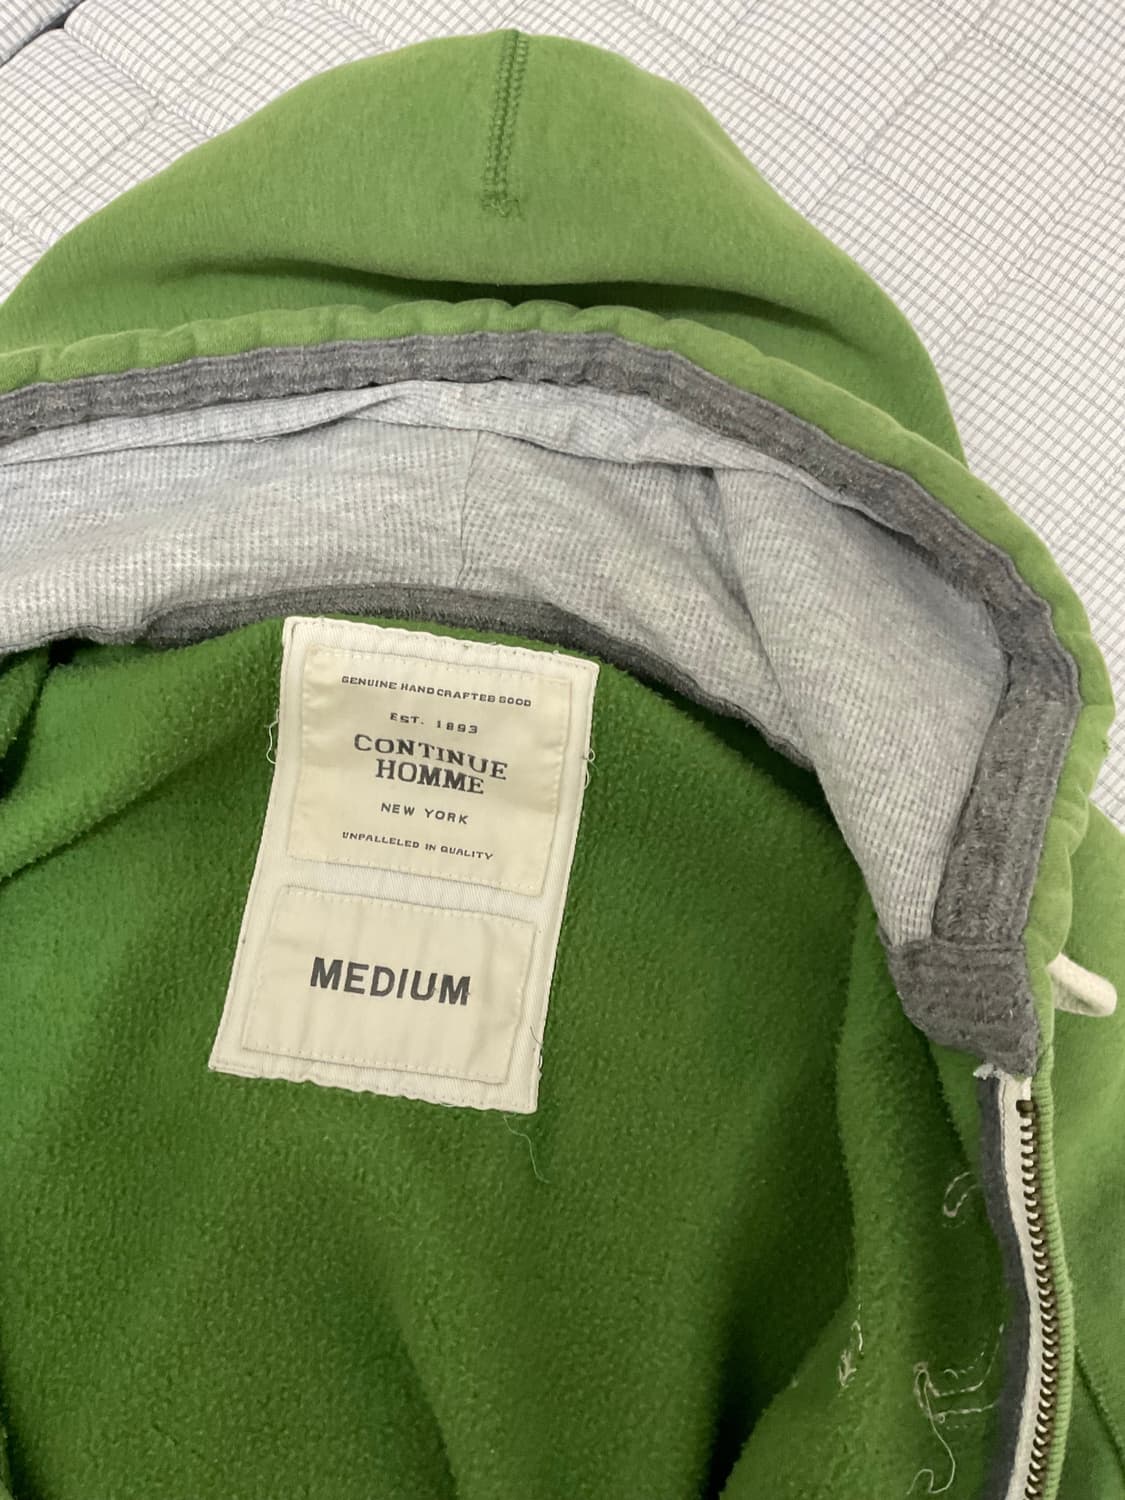 GENUINE HANDCRAFTED GOOD
EST. 1893
CONTINUE
HOMME
NEW YORK
UNPALLELED IN QUALITY
MEDIUM